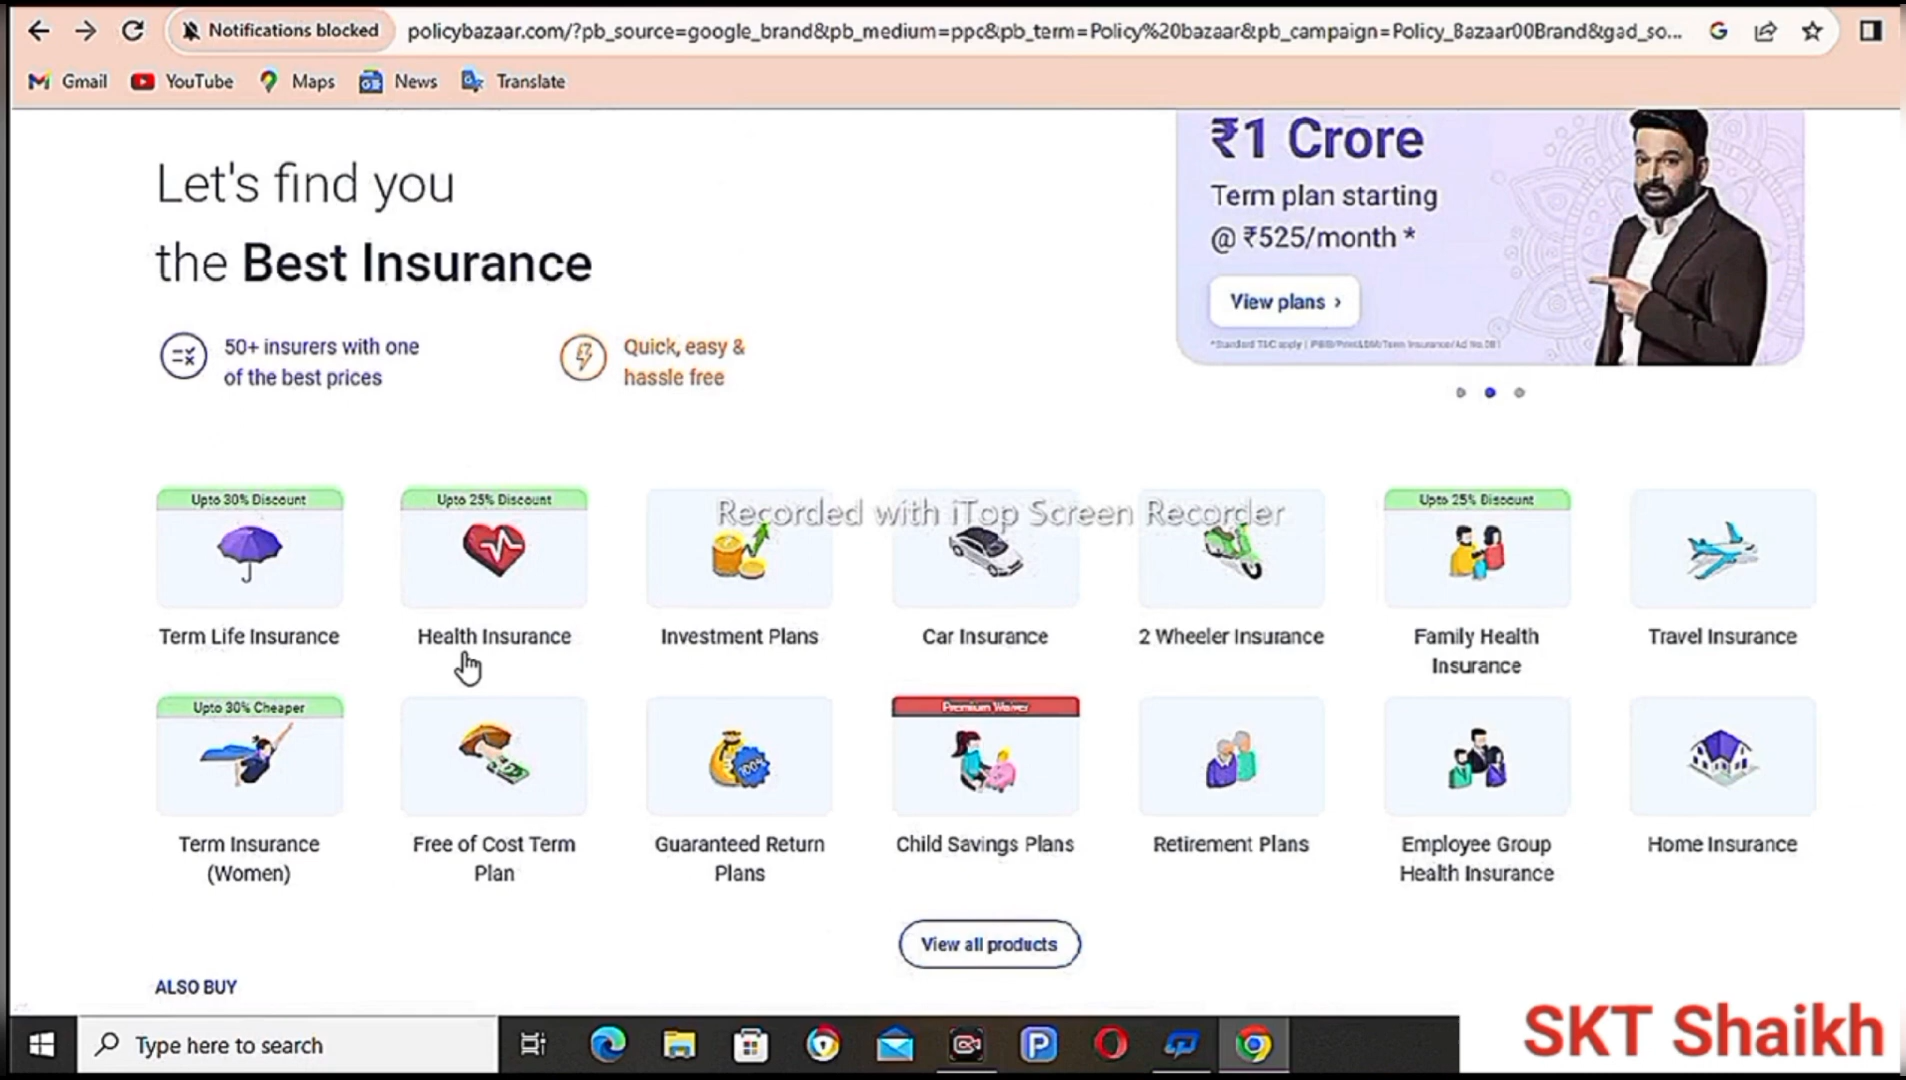 Notifications blocked
policybazaar.com/?pb_source=google_brand&pb_medium=ppc&pb_term=Policy%20bazaar&pb_campaign=Policy_Bazaar00Brand&gad_so...
Gmail
YouTube
Maps
News
Translate
Let's find you
the Best Insurance
50+ insurers with one
of the best prices
Quick, easy &
hassle free
₹1 Crore
Term plan starting
@ ₹525/month *
View plans ›
Recorded with iTop Screen Recorder
Upto 30% Discount
Term Life Insurance
Upto 25% Discount
Health Insurance
Investment Plans
Car Insurance
2 Wheeler Insurance
Upto 25% Discount
Family Health
Insurance
Travel Insurance
Upto 30% Cheaper
Term Insurance
(Women)
Free of Cost Term
Plan
100%
Guaranteed Return
Plans
Premium Waiver
Child Savings Plans
Retirement Plans
Employee Group
Health Insurance
Home Insurance
View all products
ALSO BUY
Type here to search
SKT Shaikh